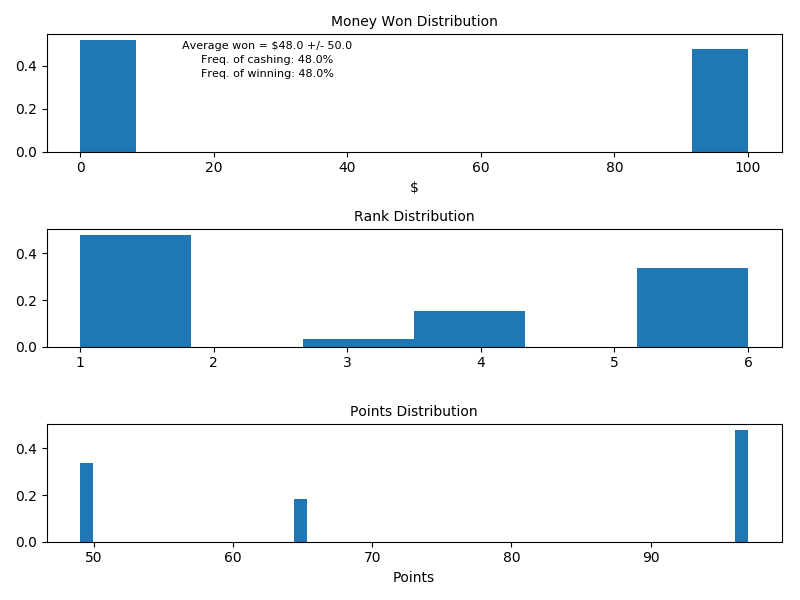 Money Won Distribution
Average won = $48.0 +/- 50.0
Freq. of cashing: 48.0%
Freq. of winning: 48.0%
0.4
0.2
0.0
0 20 40 60 80 100
$
Rank Distribution
0.4
0.2
0.0
1 2 3 4 5 6
Points Distribution
0.4
0.2
0.0
50 60 70 80 90
Points